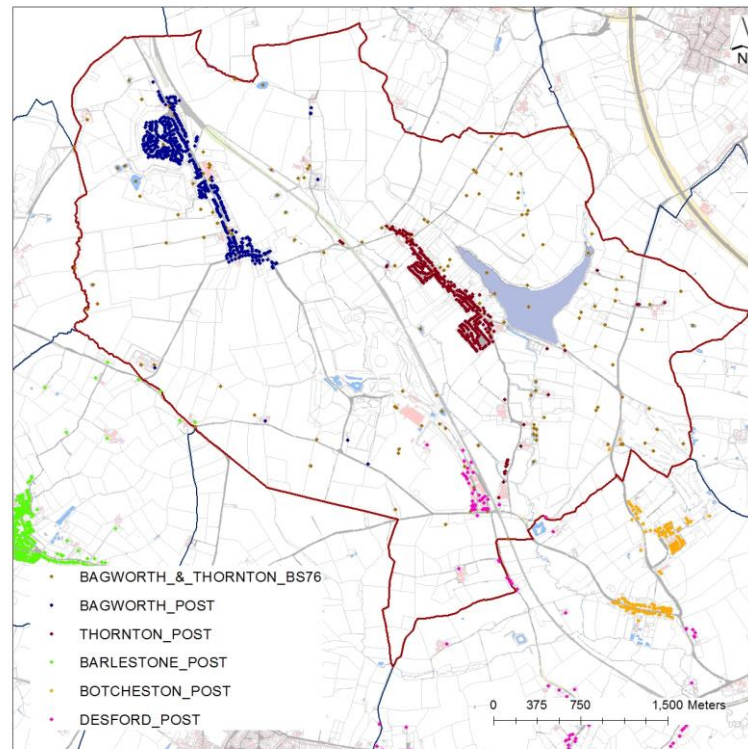 N
BAGWORTH_&_THORNTON_BS76
BAGWORTH_POST
THORNTON_POST
BARLESTONE_POST
BOTCHESTON_POST
DESFORD_POST
0 375 750 1,500 Meters